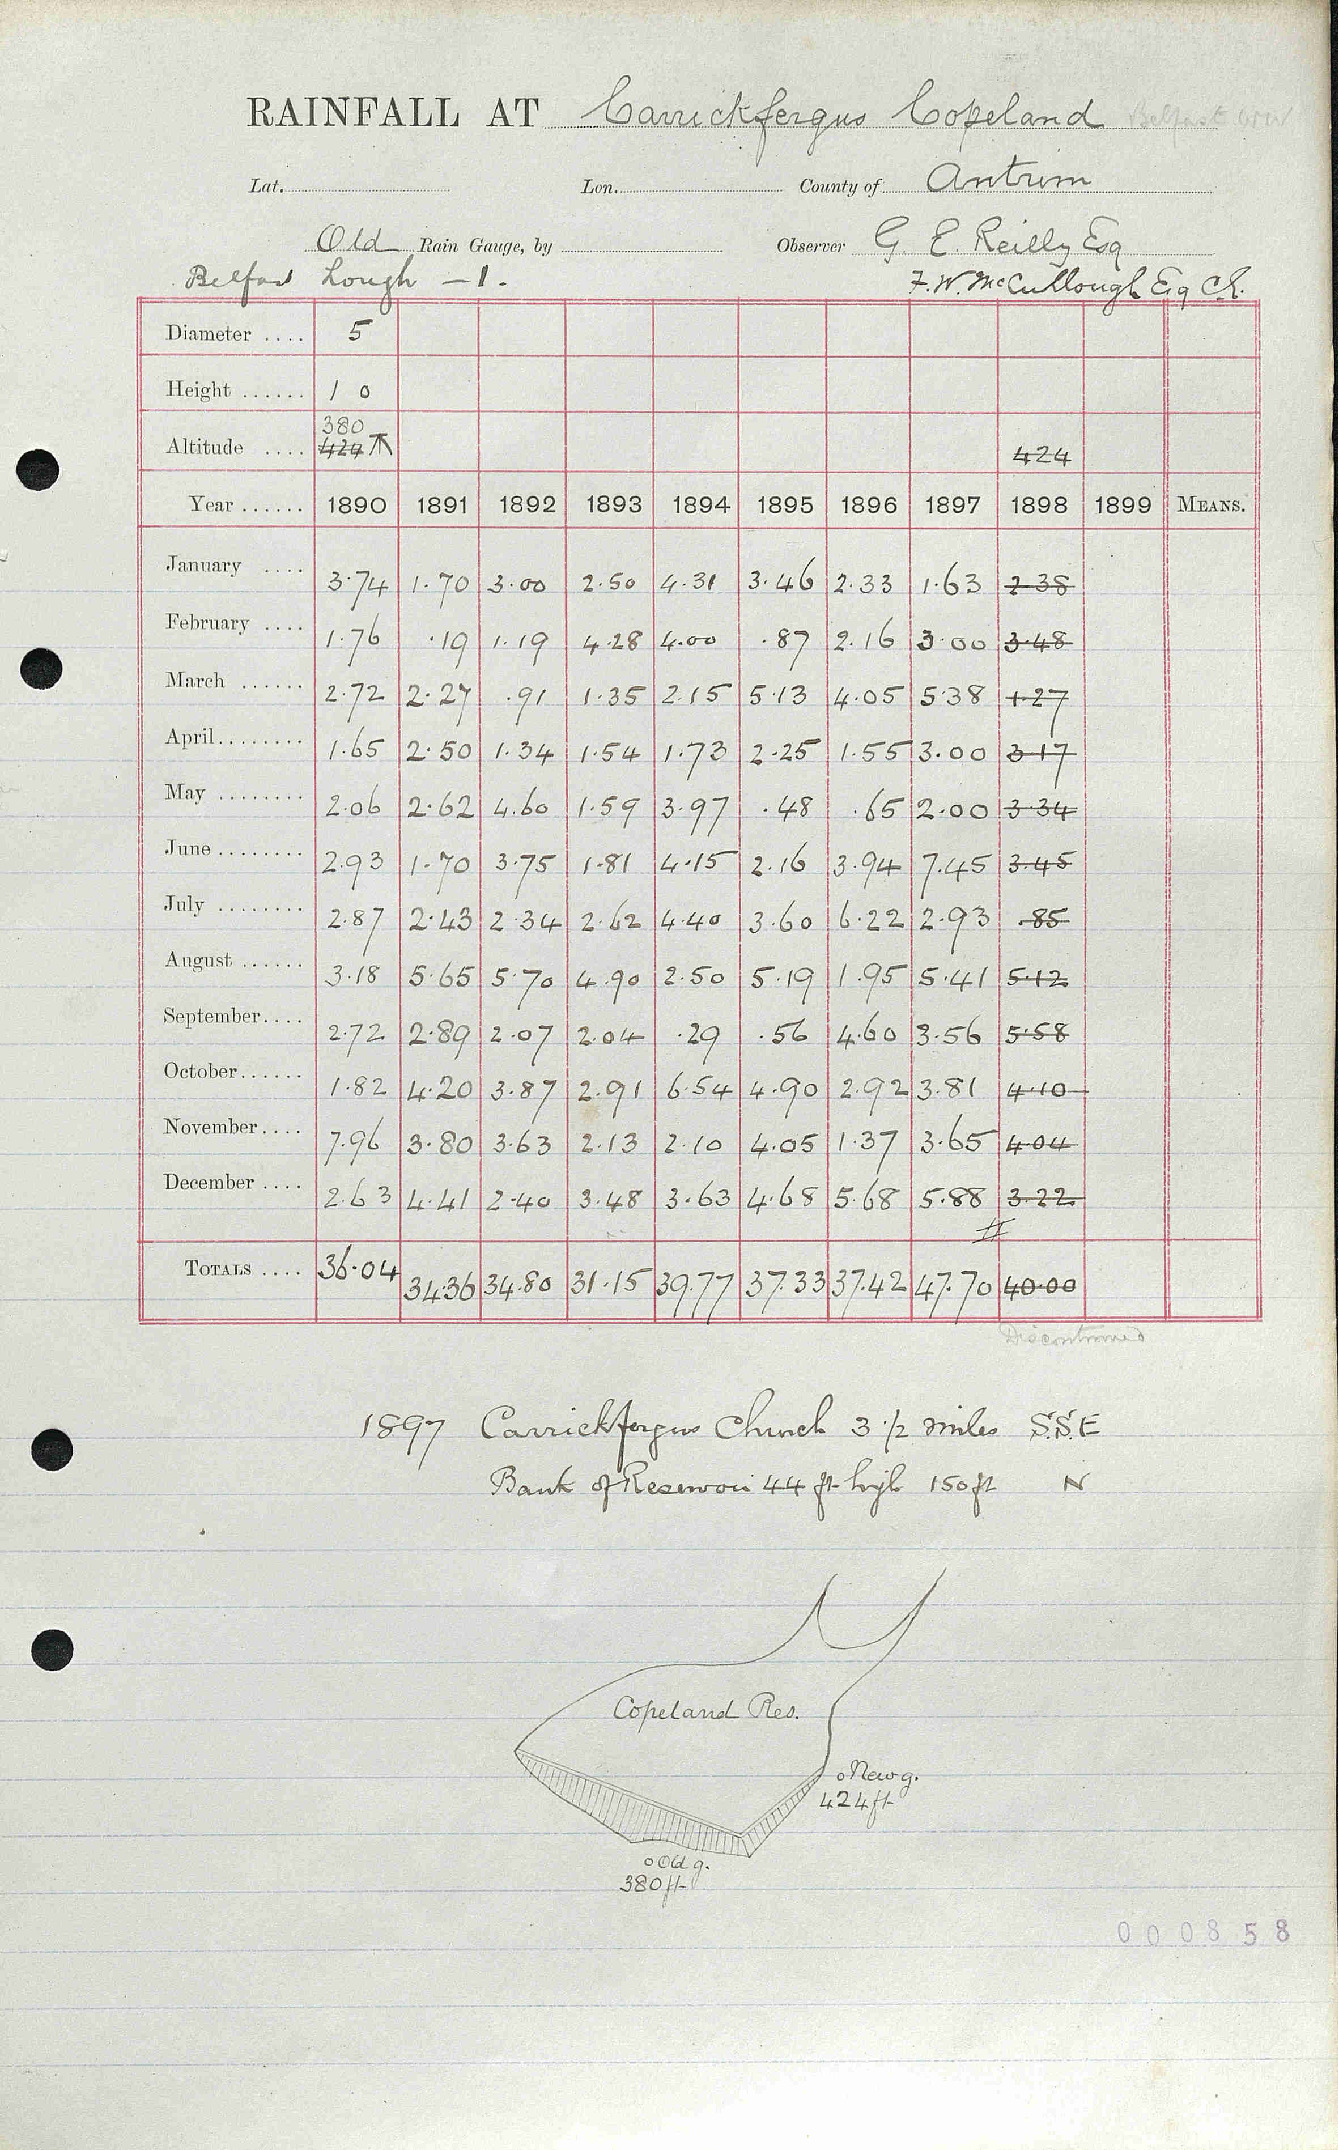 RAINFALL AT Carrickfergus Copeland Belfast WW
Lat. Lon. County of Antrim
Old Rain Gauge, by Observer G. E. Reilly Esq
Belfast Lough - 1. F. W. McCullough Esq C.E.
Diameter .... 5
Height ...... 1 0
380
Altitude .... 424 424
Year ...... 1890 1891 1892 1893 1894 1895 1896 1897 1898 1899 MEANS.
January .... 3.74 1.70 3.00 2.50 4.31 3.46 2.33 1.63 2.38
February .... 1.76 .19 1.19 4.28 4.00 .87 2.16 3.00 3.48
March ...... 2.72 2.27 .91 1.35 2.15 5.13 4.05 5.38 1.27
April........ 1.65 2.50 1.34 1.54 1.73 2.25 1.55 3.00 3.17
May ........ 2.06 2.62 4.60 1.59 3.97 .48 .65 2.00 3.34
June ........ 2.93 1.70 3.75 1.81 4.15 2.16 3.94 7.45 3.45
July ........ 2.87 2.43 2.34 2.62 4.40 3.60 6.22 2.93 .85
August ...... 3.18 5.65 5.70 4.90 2.50 5.19 1.95 5.41 5.12
September.... 2.72 2.89 2.07 2.04 .29 .56 4.60 3.56 5.58
October...... 1.82 4.20 3.87 2.91 6.54 4.90 2.92 3.81 4.10
November.... 7.96 3.80 3.63 2.13 2.10 4.05 1.37 3.65 4.04
December .... 2.63 4.41 2.40 3.48 3.63 4.68 5.68 5.88 3.22
TOTALS .... 36.04 34.36 34.80 31.15 39.77 37.33 37.42 47.70 40.00
Discontinued
1897 Carrickfergus Church 3 1/2 miles S.S.E
Bank of Reservoir 44 ft high 150 ft N
Copeland Res.
o New g.
424 ft
o Old g.
380 ft
000858